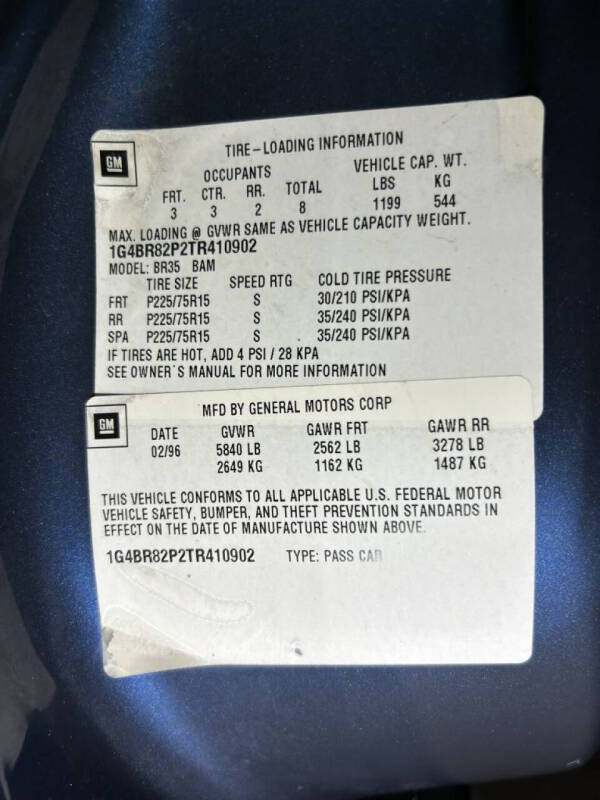 GM
TIRE-LOADING INFORMATION
OCCUPANTS VEHICLE CAP. WT.
FRT. CTR. RR. TOTAL LBS KG
3 3 2 8 1199 544
MAX. LOADING @ GVWR SAME AS VEHICLE CAPACITY WEIGHT.
1G4BR82P2TR410902
MODEL: BR35 BAM
TIRE SIZE SPEED RTG COLD TIRE PRESSURE
FRT P225/75R15 S 30/210 PSI/KPA
RR P225/75R15 S 35/240 PSI/KPA
SPA P225/75R15 S 35/240 PSI/KPA
IF TIRES ARE HOT, ADD 4 PSI / 28 KPA
SEE OWNER'S MANUAL FOR MORE INFORMATION
GM
MFD BY GENERAL MOTORS CORP
DATE GVWR GAWR FRT GAWR RR
02/96 5840 LB 2562 LB 3278 LB
2649 KG 1162 KG 1487 KG
THIS VEHICLE CONFORMS TO ALL APPLICABLE U.S. FEDERAL MOTOR
VEHICLE SAFETY, BUMPER, AND THEFT PREVENTION STANDARDS IN
EFFECT ON THE DATE OF MANUFACTURE SHOWN ABOVE.
1G4BR82P2TR410902 TYPE: PASS CAR